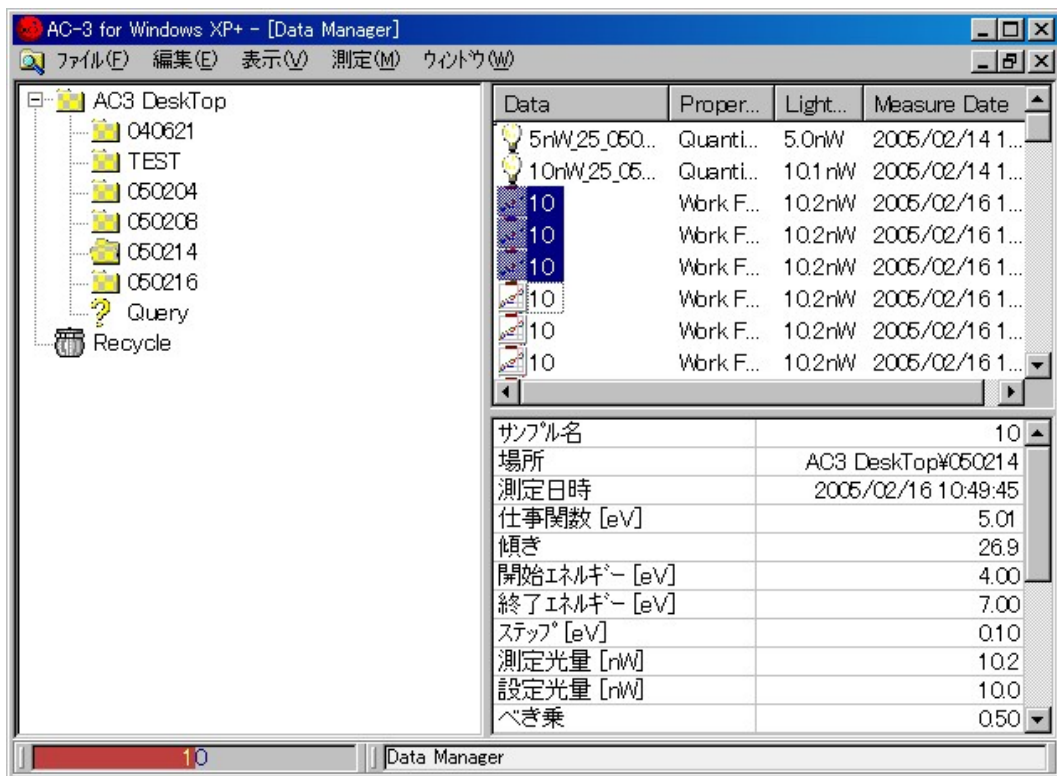 AC-3 for Windows XP+ - [Data Manager]
ファイル(F) 編集(E) 表示(V) 測定(M) ウィンドウ(W)
AC3 DeskTop
040621
TEST
050204
050208
050214
050216
Query
Recycle
Data Proper... Light... Measure Date
5nW_25_050... Quanti... 5.0nW 2005/02/14 1...
10nW_25_05... Quanti... 10.1nW 2005/02/14 1...
10 Work F... 10.2nW 2005/02/16 1...
10 Work F... 10.2nW 2005/02/16 1...
10 Work F... 10.2nW 2005/02/16 1...
10 Work F... 10.2nW 2005/02/16 1...
10 Work F... 10.2nW 2005/02/16 1...
10 Work F... 10.2nW 2005/02/16 1...
サンプル名 10
場所 AC3 DeskTop¥050214
測定日時 2005/02/16 10:49:45
仕事関数 [eV] 5.01
傾き 26.9
開始エネルギー [eV] 4.00
終了エネルギー [eV] 7.00
ステップ [eV] 0.10
測定光量 [nW] 10.2
設定光量 [nW] 10.0
べき乗 0.50
10 Data Manager